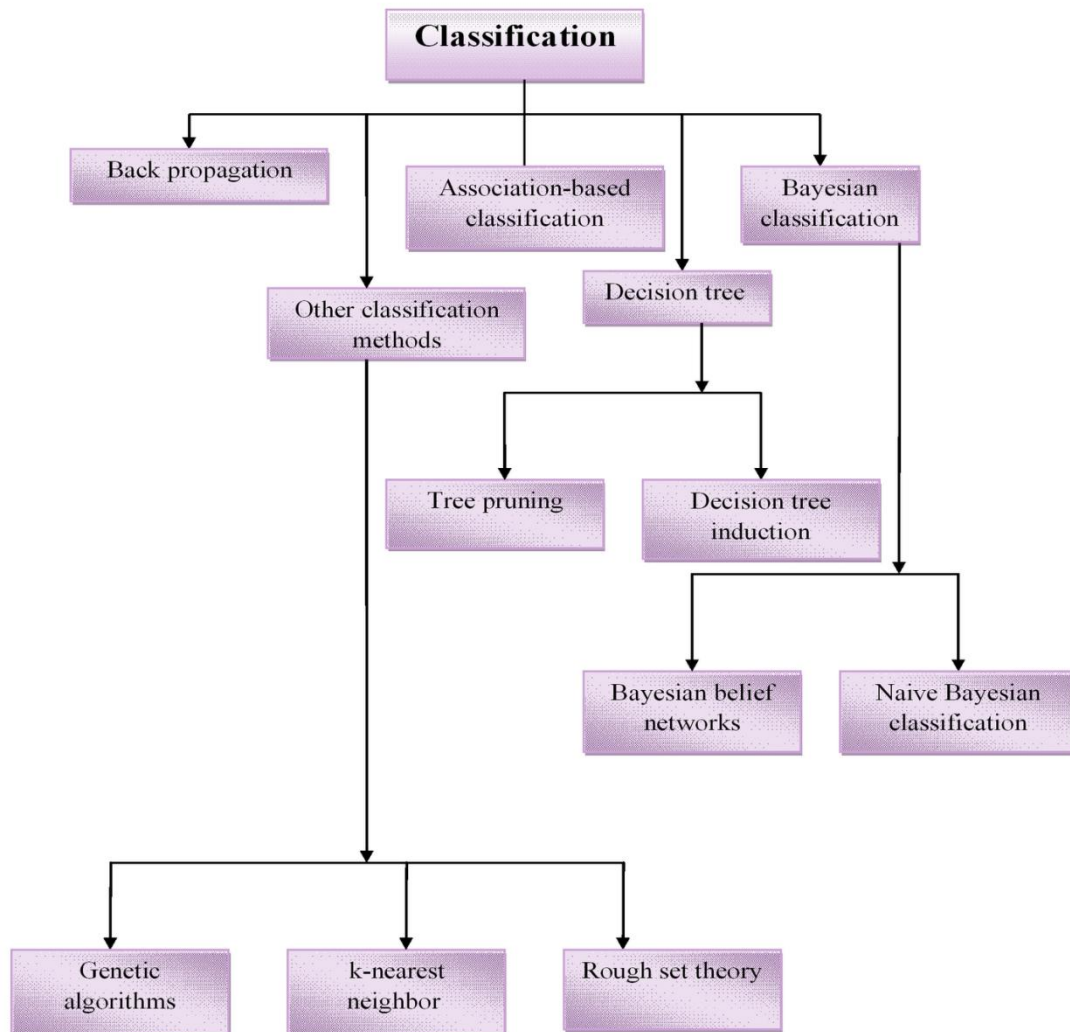 Classification
Back propagation
Association-based
classification
Bayesian
classification
Other classification
methods
Decision tree
Tree pruning
Decision tree
induction
Bayesian belief
networks
Naive Bayesian
classification
Genetic
algorithms
k-nearest
neighbor
Rough set theory